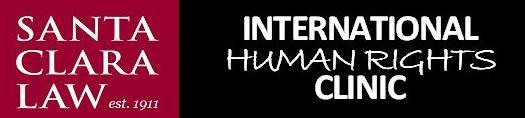 SANTA
CLARA
LAW est. 1911
INTERNATIONAL
HUMAN RIGHTS
CLINIC